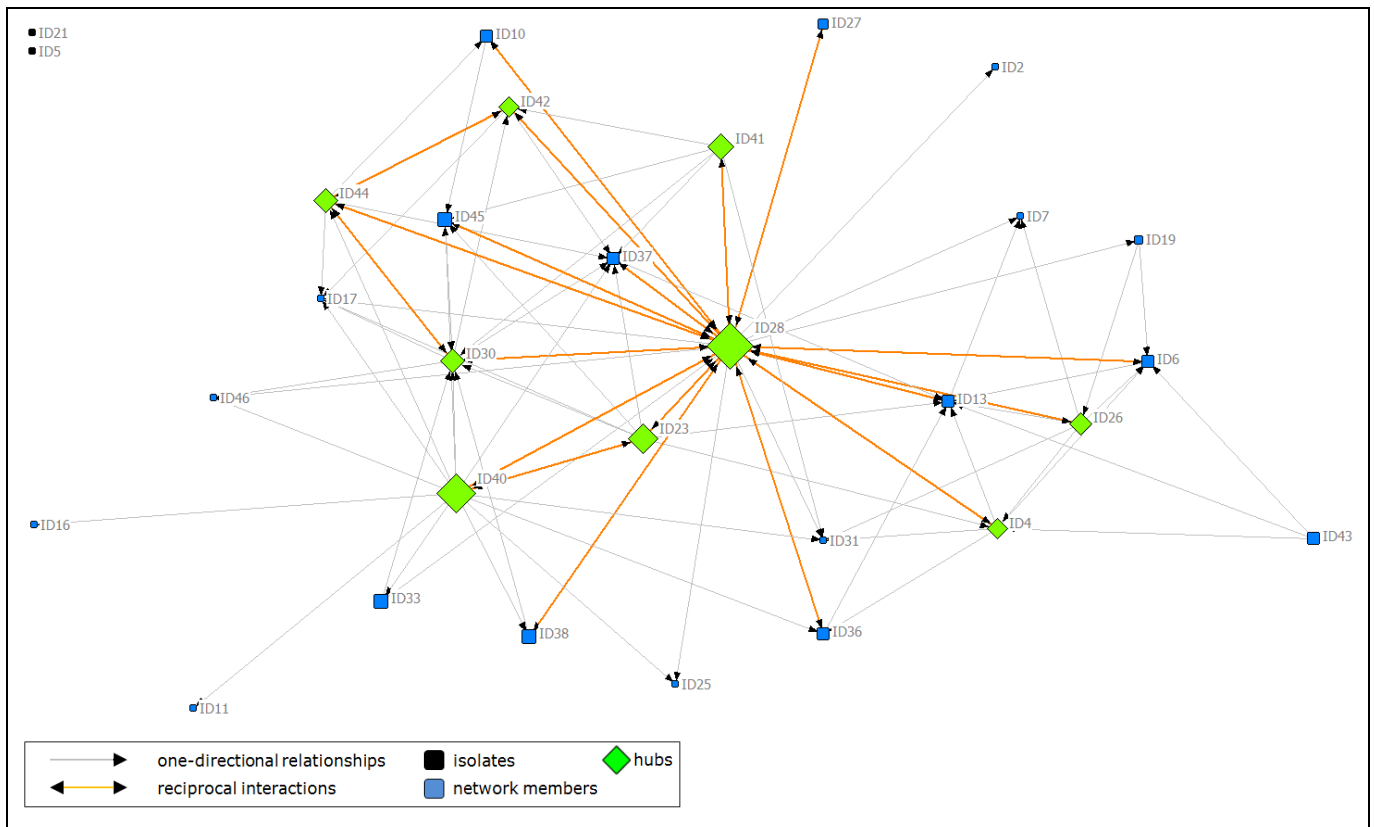 ID21
ID5
ID10
ID27
ID2
ID42
ID41
ID44
ID45
ID7
ID19
ID37
ID17
ID28
ID30
ID6
ID46
ID13
ID26
ID23
ID40
ID16
ID4
ID31
ID43
ID33
ID38
ID36
ID25
ID11
one-directional relationships
isolates
hubs
reciprocal interactions
network members